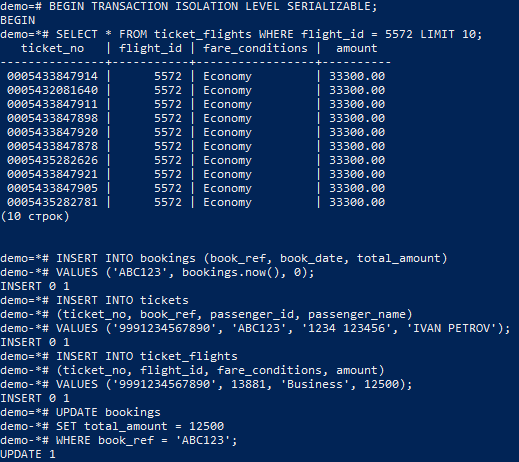 demo=# BEGIN TRANSACTION ISOLATION LEVEL SERIALIZABLE;
BEGIN
demo=*# SELECT * FROM ticket_flights WHERE flight_id = 5572 LIMIT 10;
ticket_no | flight_id | fare_conditions | amount
---------------+-----------+-----------------+----------
0005433847914 | 5572 | Economy | 33300.00
0005432081640 | 5572 | Economy | 33300.00
0005433847911 | 5572 | Economy | 33300.00
0005433847898 | 5572 | Economy | 33300.00
0005433847920 | 5572 | Economy | 33300.00
0005433847878 | 5572 | Economy | 33300.00
0005435282626 | 5572 | Economy | 33300.00
0005433847921 | 5572 | Economy | 33300.00
0005433847905 | 5572 | Economy | 33300.00
0005435282781 | 5572 | Economy | 33300.00
(10 строк)
demo=*# INSERT INTO bookings (book_ref, book_date, total_amount)
demo-*# VALUES ('ABC123', bookings.now(), 0);
INSERT 0 1
demo=*# INSERT INTO tickets
demo-*# (ticket_no, book_ref, passenger_id, passenger_name)
demo-*# VALUES ('9991234567890', 'ABC123', '1234 123456', 'IVAN PETROV');
INSERT 0 1
demo=*# INSERT INTO ticket_flights
demo-*# (ticket_no, flight_id, fare_conditions, amount)
demo-*# VALUES ('9991234567890', 13881, 'Business', 12500);
INSERT 0 1
demo=*# UPDATE bookings
demo-*# SET total_amount = 12500
demo-*# WHERE book_ref = 'ABC123';
UPDATE 1